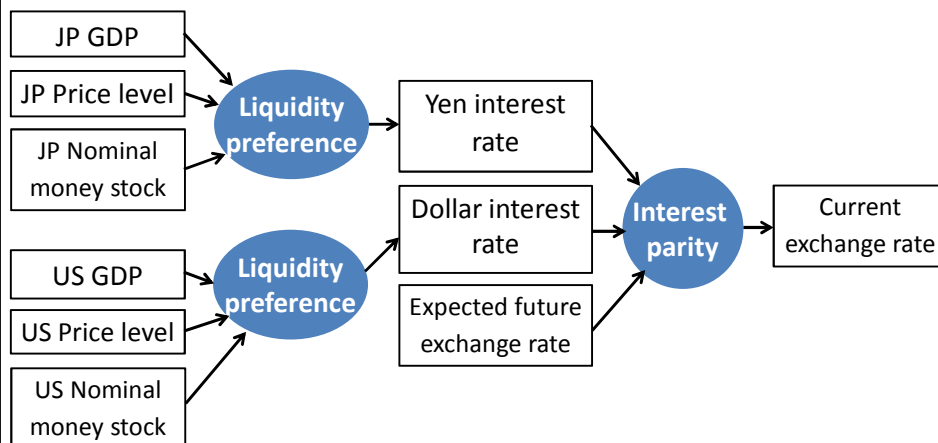 JP GDP
JP Price level
JP Nominal
money stock
Liquidity
preference
Yen interest
rate
US GDP
US Price level
US Nominal
money stock
Liquidity
preference
Dollar interest
rate
Expected future
exchange rate
Interest
parity
Current
exchange rate